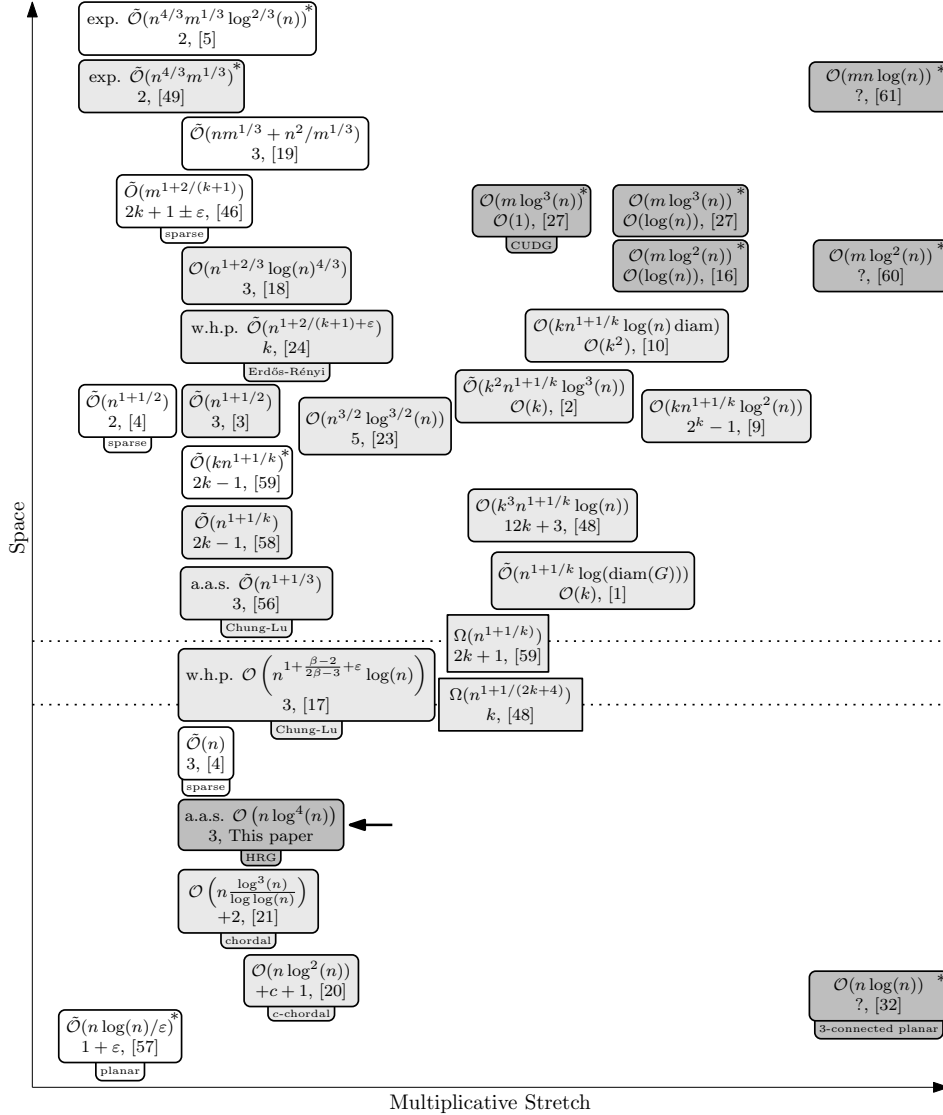 exp. Õ(n^{4/3}m^{1/3} log^{2/3}(n))*
2, [5]
exp. Õ(n^{4/3}m^{1/3})*
2, [49]
O(mn log(n))*
?, [61]
Õ(nm^{1/3} + n^2/m^{1/3})
3, [19]
Õ(m^{1+2/(k+1)})
2k + 1 ± ε, [46]
sparse
O(m log^3(n))*
O(1), [27]
CUDG
O(m log^3(n))*
O(log(n)), [27]
O(m log^2(n))*
O(log(n)), [16]
O(m log^2(n))*
?, [60]
O(n^{1+2/3} log(n)^{4/3})
3, [18]
w.h.p. Õ(n^{1+2/(k+1)+ε})
k, [24]
Erdős-Rényi
O(kn^{1+1/k} log(n) diam)
O(k^2), [10]
Õ(n^{1+1/2})
2, [4]
sparse
Õ(n^{1+1/2})
3, [3]
O(n^{3/2} log^{3/2}(n))
5, [23]
Õ(k^2n^{1+1/k} log^3(n))
O(k), [2]
O(kn^{1+1/k} log^2(n))
2^k − 1, [9]
Õ(kn^{1+1/k})*
2k − 1, [59]
Õ(n^{1+1/k})
2k − 1, [58]
O(k^3n^{1+1/k} log(n))
12k + 3, [48]
a.a.s. Õ(n^{1+1/3})
3, [56]
Chung-Lu
Õ(n^{1+1/k} log(diam(G)))
O(k), [1]
Ω(n^{1+1/k})
2k + 1, [59]
w.h.p. O(n^{1+\frac{β−2}{2β−3}+ε} log(n))
3, [17]
Chung-Lu
Ω(n^{1+1/(2k+4)})
k, [48]
Õ(n)
3, [4]
sparse
a.a.s. O(n log^4(n))
3, This paper
HRG
O(n \frac{log^3(n)}{log log(n)})
+2, [21]
chordal
O(n log^2(n))
+c + 1, [20]
c-chordal
O(n log(n))*
?, [32]
3-connected planar
Õ(n log(n)/ε)*
1 + ε, [57]
planar
Space
Multiplicative Stretch